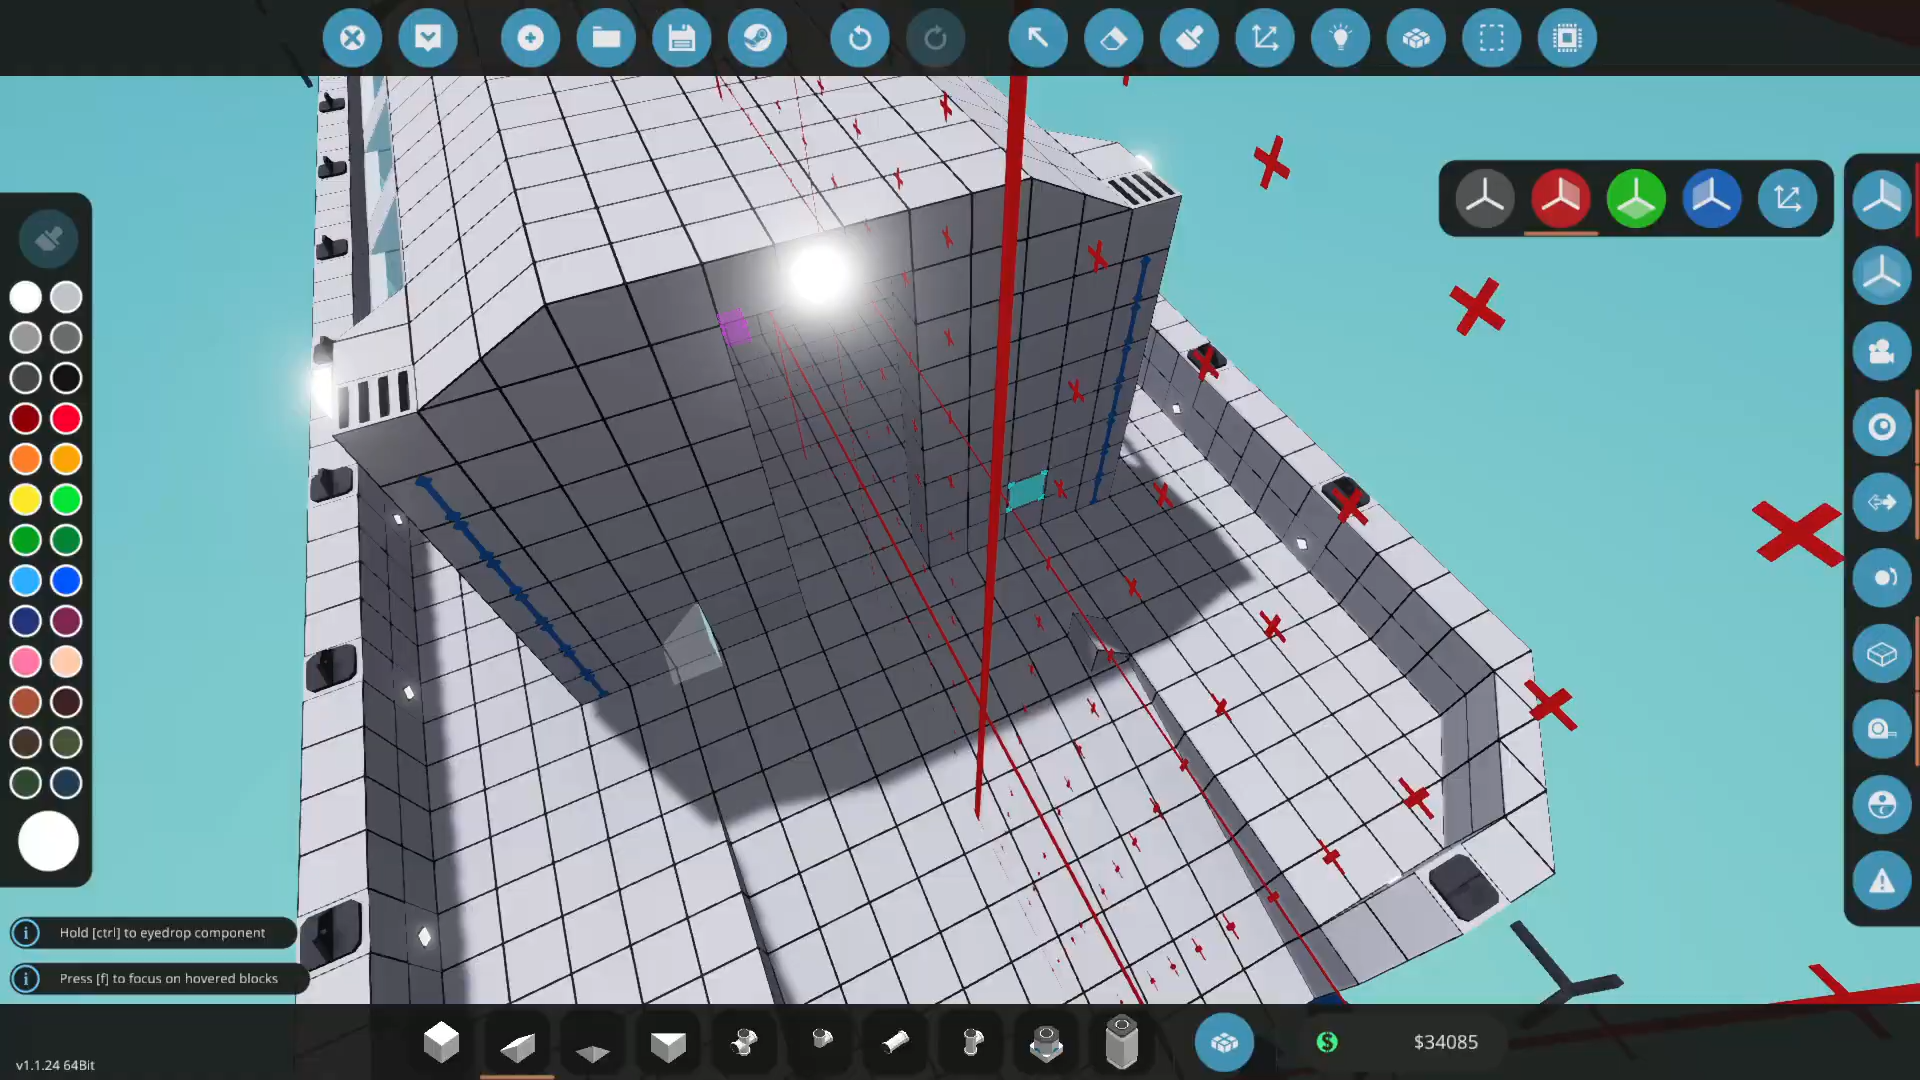 Hold [ctrl] to eyedrop component
Press [f] to focus on hovered blocks
v1.1.24 64Bit
$34085